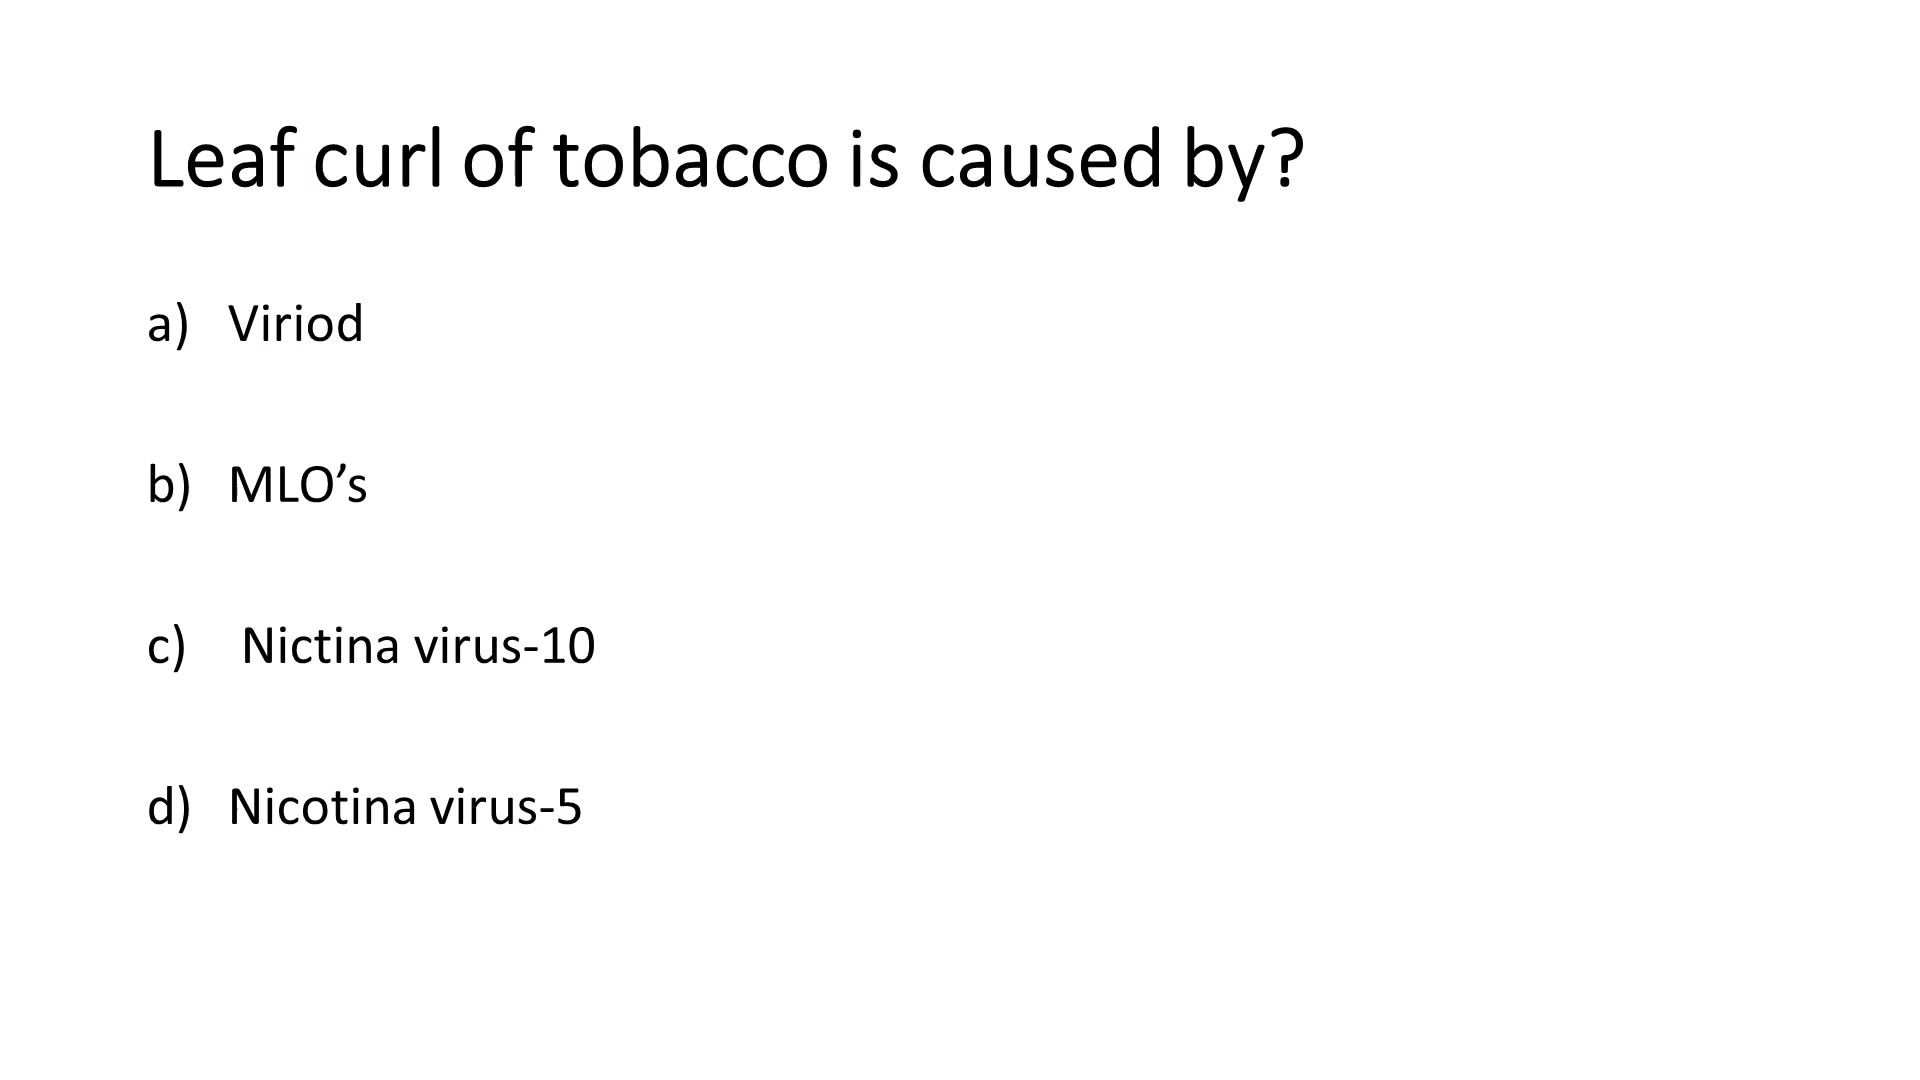 Leaf curl of tobacco is caused by?
a) Viriod
b) MLO’s
c) Nictina virus-10
d) Nicotina virus-5